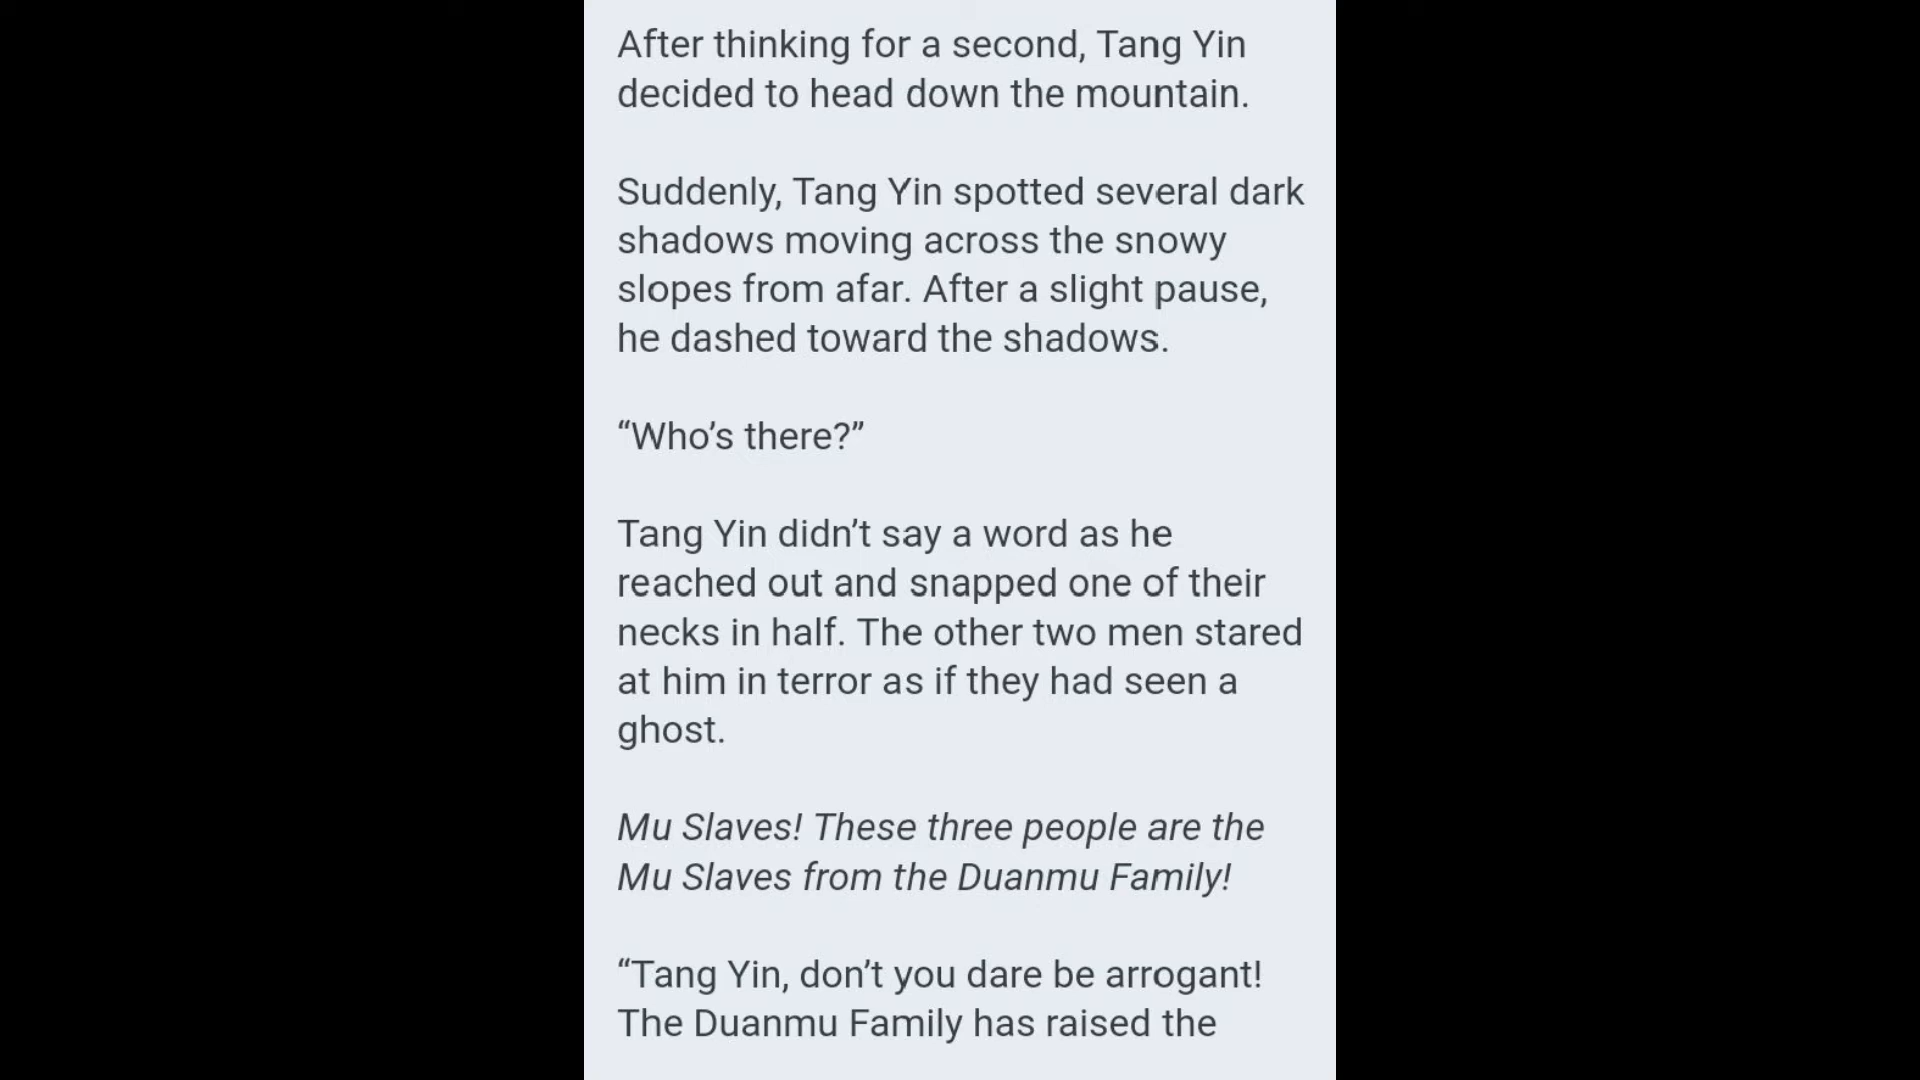 After thinking for a second, Tang Yin
decided to head down the mountain.
Suddenly, Tang Yin spotted several dark
shadows moving across the snowy
slopes from afar. After a slight pause,
he dashed toward the shadows.
“Who’s there?”
Tang Yin didn’t say a word as he
reached out and snapped one of their
necks in half. The other two men stared
at him in terror as if they had seen a
ghost.
Mu Slaves! These three people are the
Mu Slaves from the Duanmu Family!
“Tang Yin, don’t you dare be arrogant!
The Duanmu Family has raised the